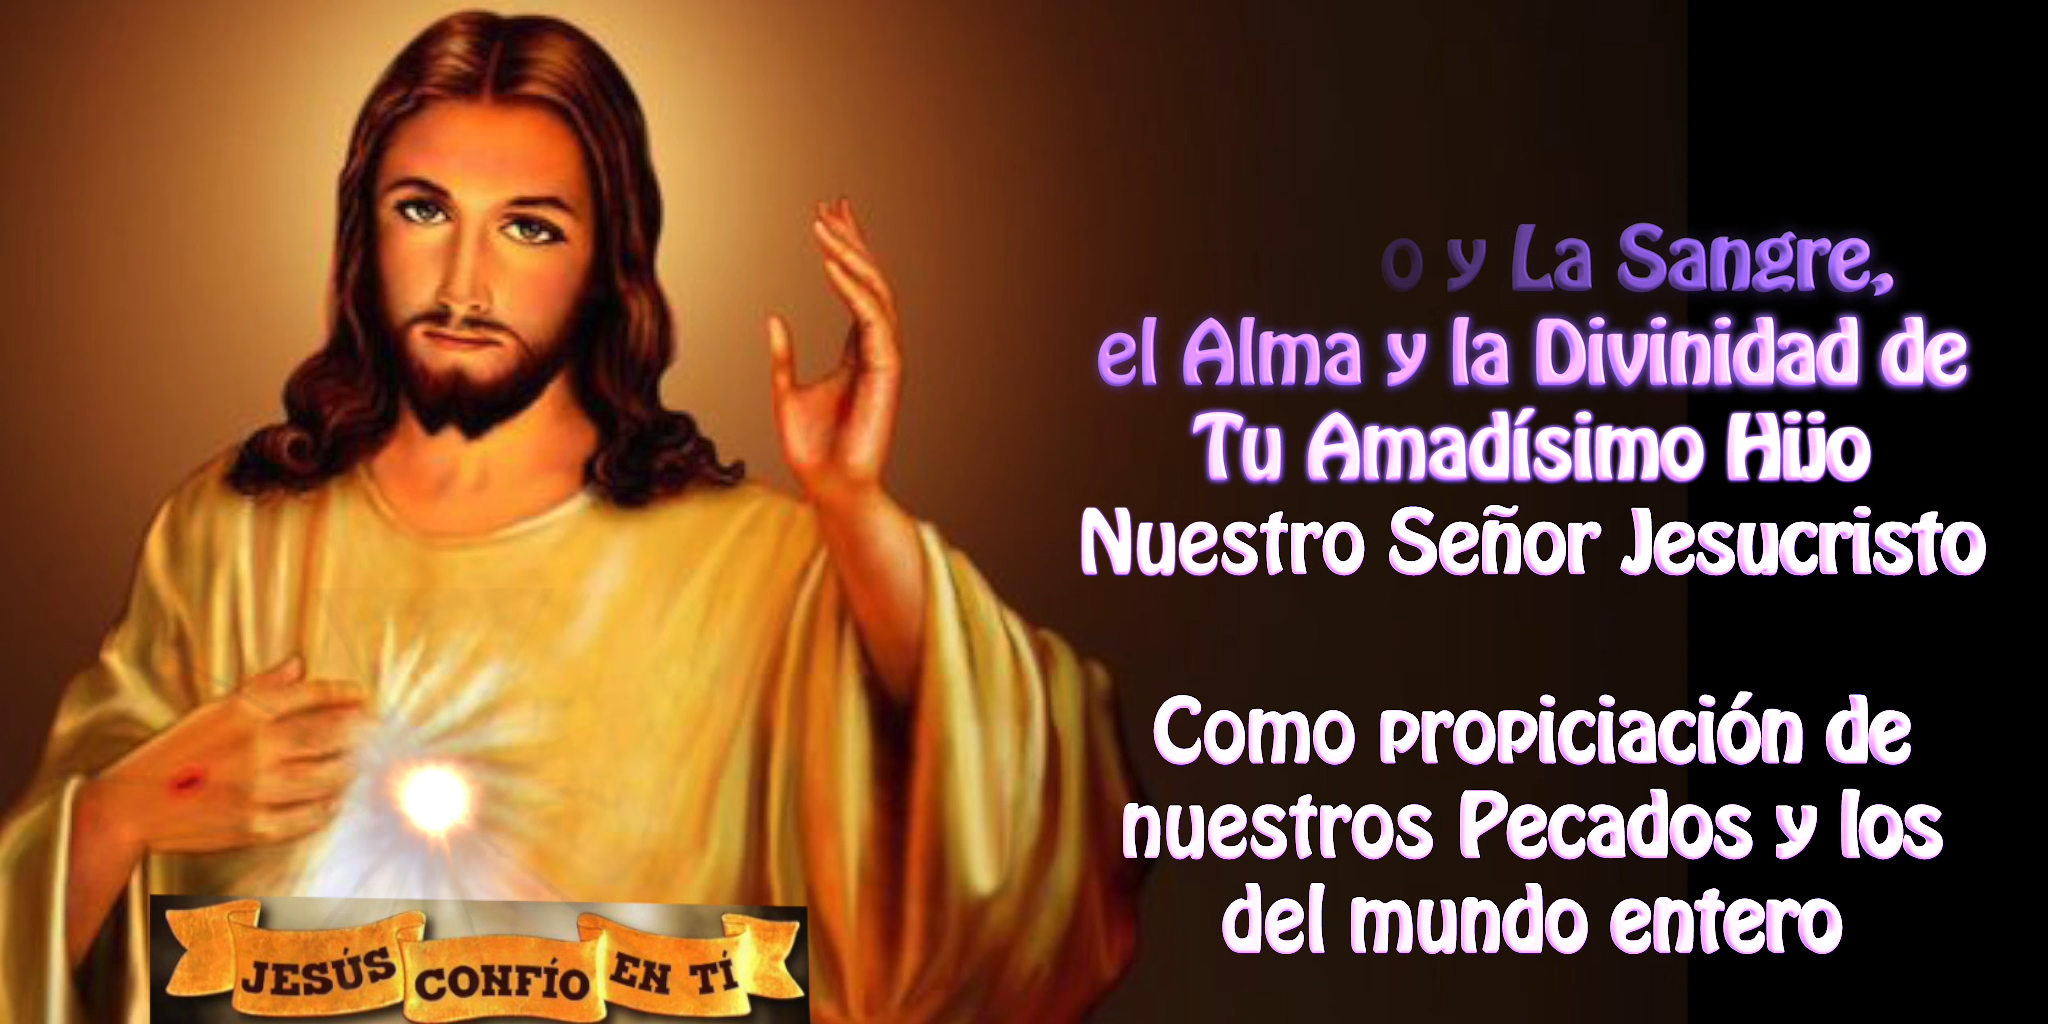 o y La Sangre,
el Alma y la Divinidad de
Tu Amadísimo Hijo
Nuestro Señor Jesucristo
Como propiciación de
nuestros Pecados y los
del mundo entero
JESÚS CONFÍO EN TÍ